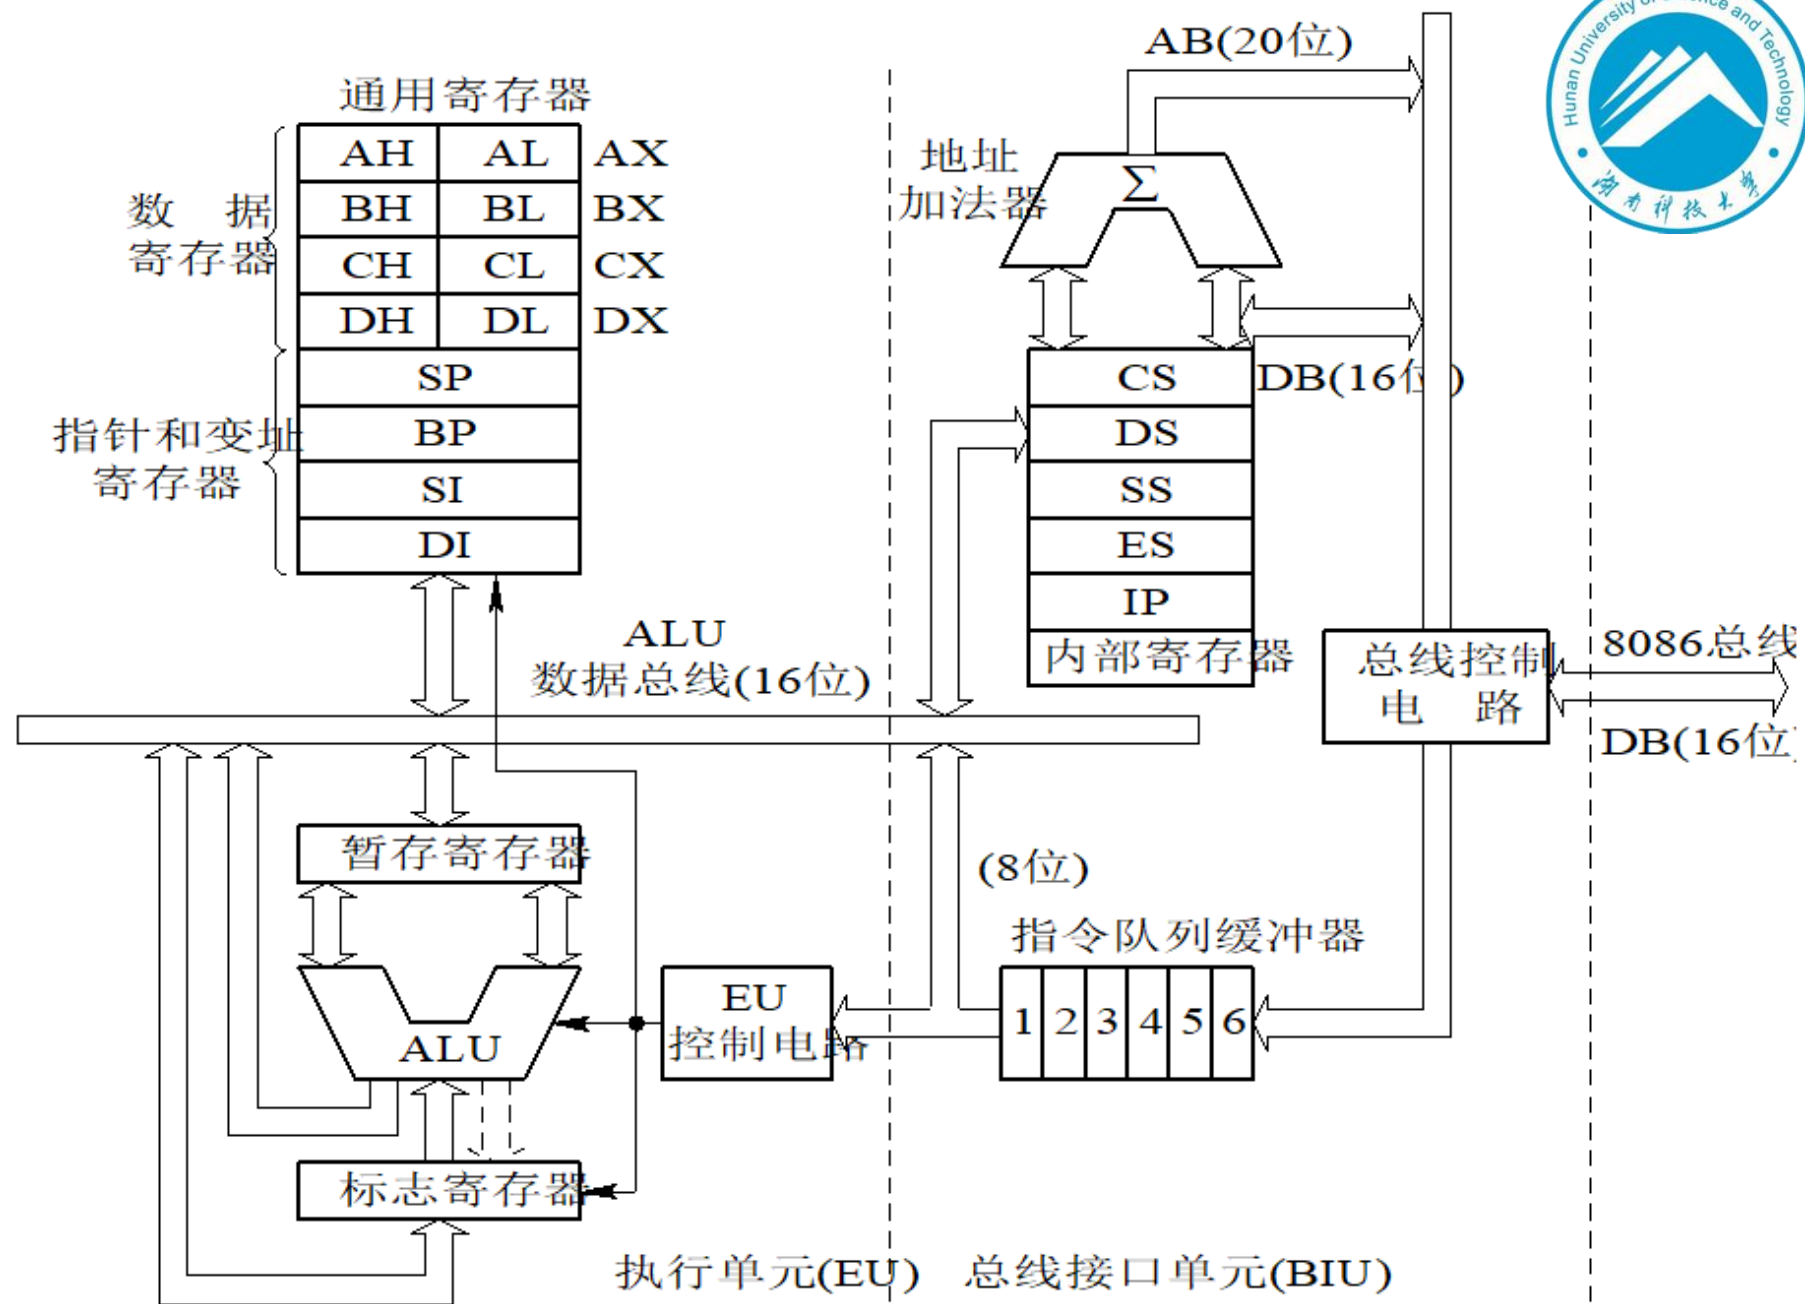 通用寄存器
AH AL AX
BH BL BX
CH CL CX
DH DL DX
数 据
寄存器
SP
BP
SI
DI
指针和变址
寄存器
ALU
数据总线(16位)
暂存寄存器
ALU
标志寄存器
EU
控制电路
执行单元(EU)
AB(20位)
地址
加法器
Σ
DB(16位)
CS
DS
SS
ES
IP
内部寄存器
总线控制
电 路
8086总线
DB(16位)
(8位)
指令队列缓冲器
1 2 3 4 5 6
总线接口单元(BIU)
Hunan University of Science and Technology
湖南科技大学